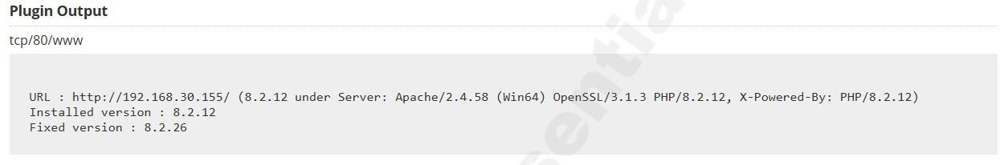 Plugin Output
tcp/80/www
URL : http://192.168.30.155/ (8.2.12 under Server: Apache/2.4.58 (Win64) OpenSSL/3.1.3 PHP/8.2.12, X-Powered-By: PHP/8.2.12)
Installed version : 8.2.12
Fixed version : 8.2.26
sentia